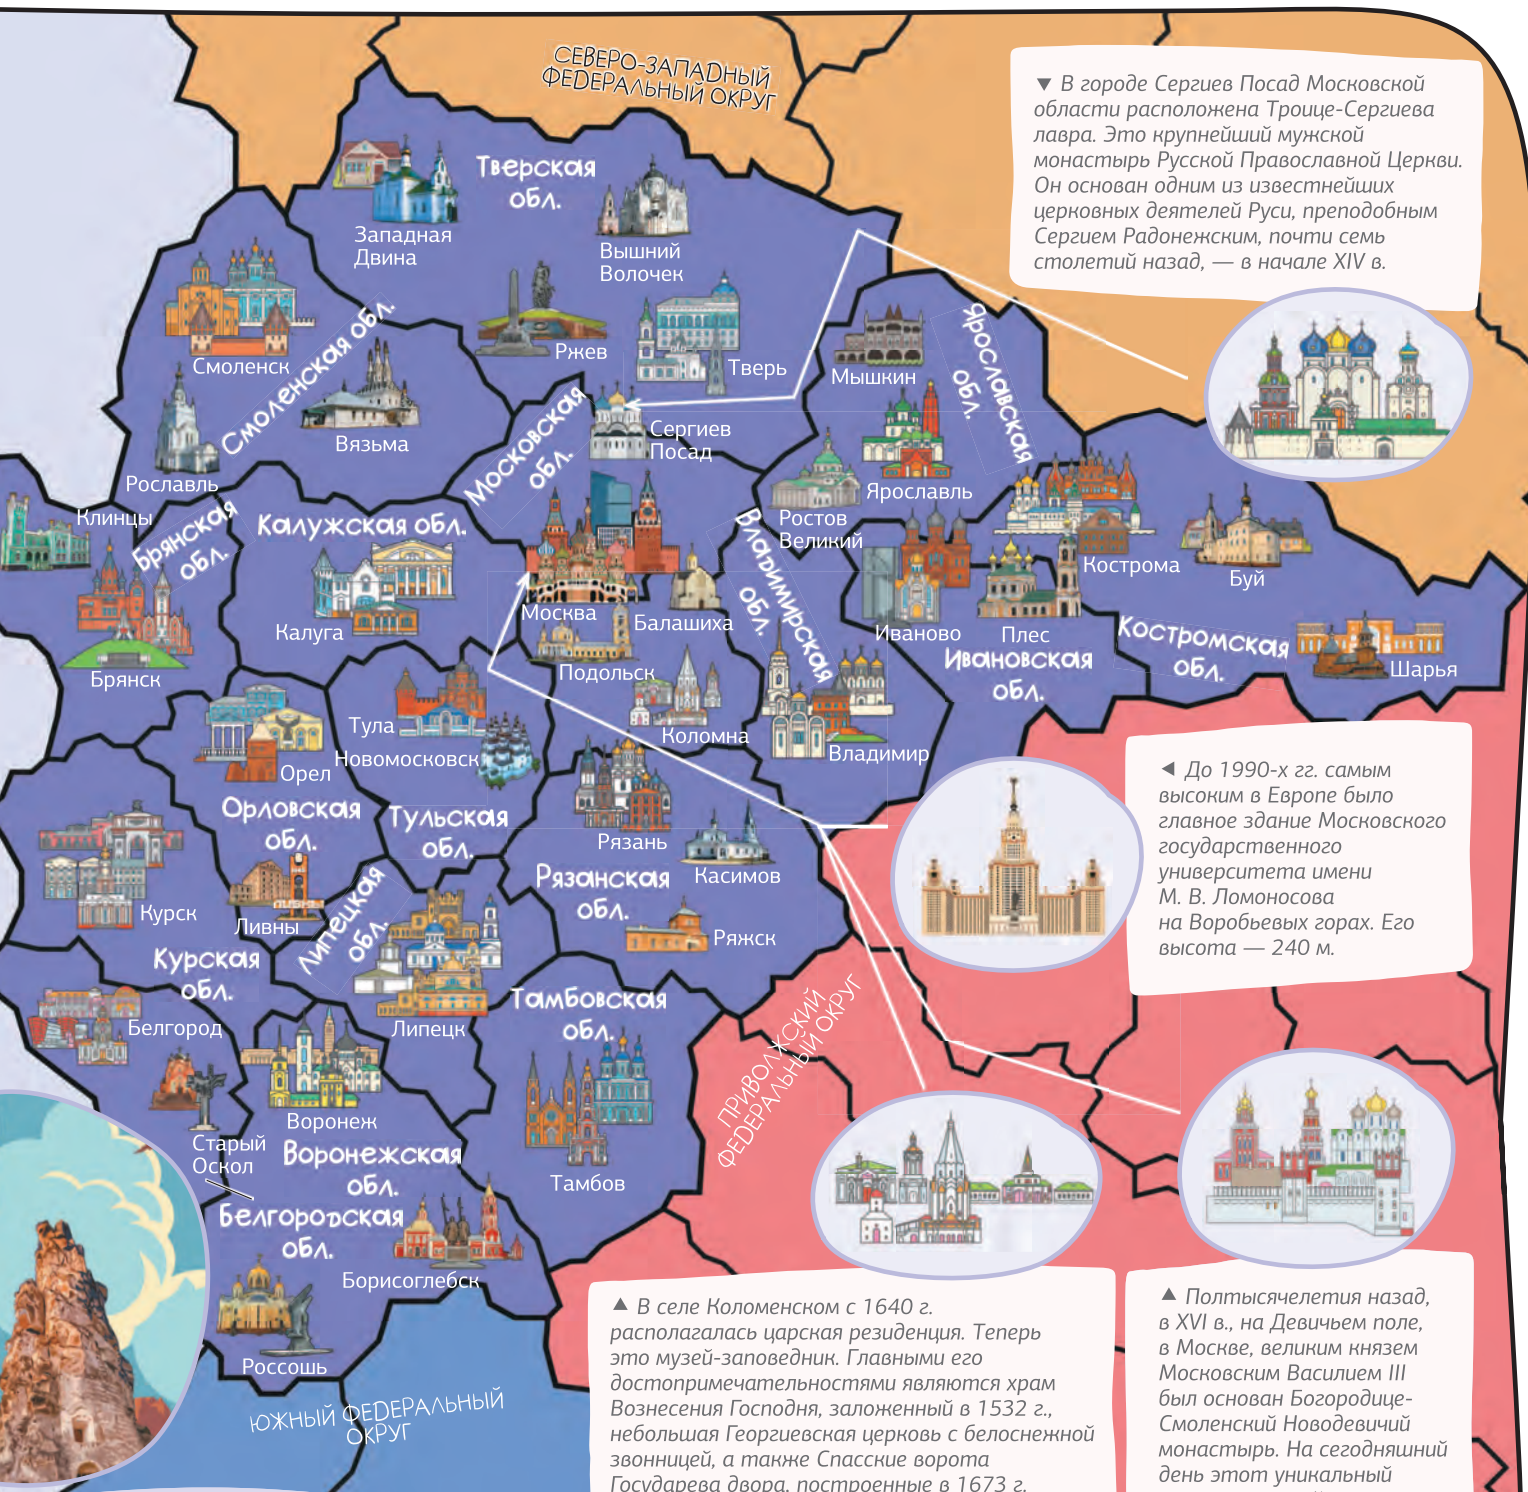 СЕВЕРО-ЗАПАДНЫЙ
ФЕДЕРАЛЬНЫЙ ОКРУГ
▼ В городе Сергиев Посад Московской
области расположена Троице-Сергиева
лавра. Это крупнейший мужской
монастырь Русской Православной Церкви.
Он основан одним из известнейших
церковных деятелей Руси, преподобным
Сергием Радонежским, почти семь
столетий назад, — в начале XIV в.
Тверская
обл.
Западная
Двина
Вышний
Волочек
Ржев
Тверь
Смоленск
Смоленская обл.
Вязьма
Рославль
Мышкин
Ярославская
обл.
Московская
обл.
Сергиев
Посад
Ярославль
Ростов
Великий
Клинцы
Брянская
обл.
Брянск
Калужская обл.
Калуга
Москва
Балашиха
Подольск
Коломна
Владимирская
обл.
Владимир
Иваново
Плес
Ивановская
обл.
Кострома
Буй
Костромская
обл.
Шарья
Тула
Новомосковск
Тульская
обл.
Орел
Орловская
обл.
Ливны
Рязань
Касимов
Рязанская
обл.
Ряжск
Курск
Курская
обл.
Липецкая
обл.
Липецк
Тамбовская
обл.
Тамбов
Белгород
Старый
Оскол
Белгородская
обл.
Воронеж
Воронежская
обл.
Борисоглебск
Россошь
ПРИВОЛЖСКИЙ
ФЕДЕРАЛЬНЫЙ ОКРУГ
ЮЖНЫЙ ФЕДЕРАЛЬНЫЙ
ОКРУГ
◄ До 1990-х гг. самым
высоким в Европе было
главное здание Московского
государственного
университета имени
М. В. Ломоносова
на Воробьевых горах. Его
высота — 240 м.
▲ В селе Коломенском с 1640 г.
располагалась царская резиденция. Теперь
это музей-заповедник. Главными его
достопримечательностями являются храм
Вознесения Господня, заложенный в 1532 г.,
небольшая Георгиевская церковь с белоснежной
звонницей, а также Спасские ворота
Государева двора, построенные в 1673 г.
▲ Полтысячелетия назад,
в XVI в., на Девичьем поле,
в Москве, великим князем
Московским Василием III
был основан Богородице-
Смоленский Новодевичий
монастырь. На сегодняшний
день этот уникальный